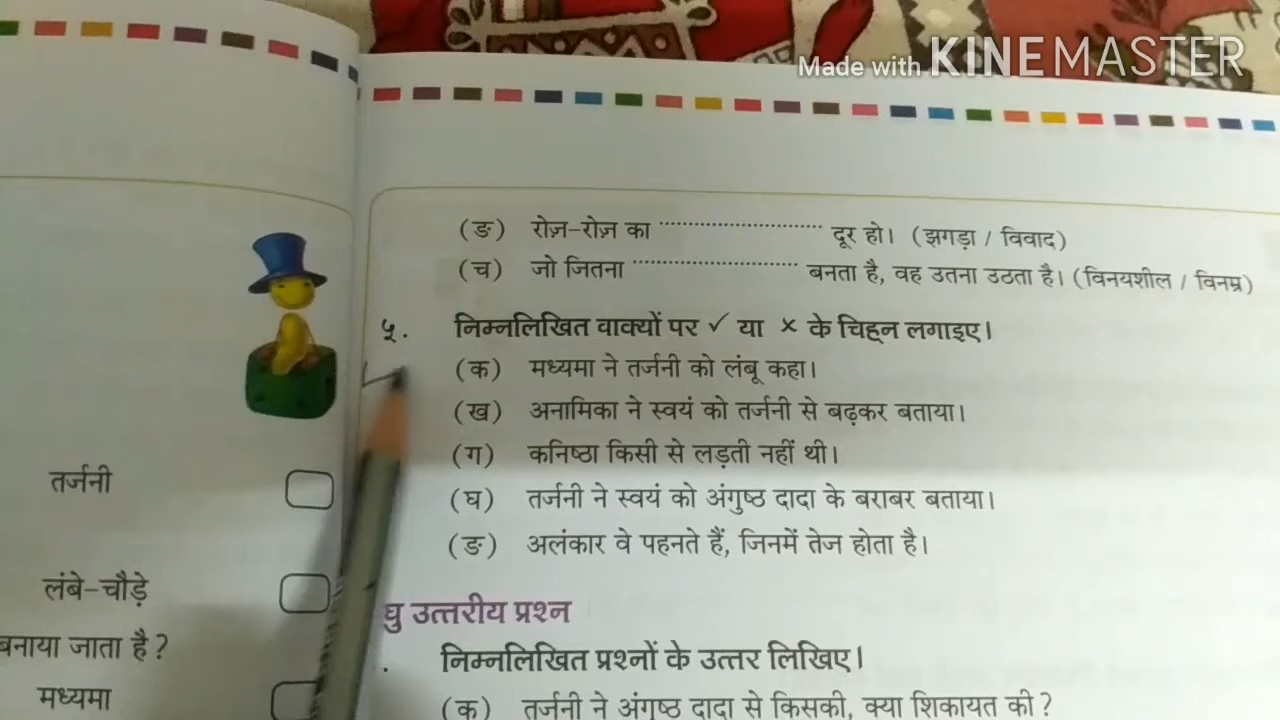 Made with KINEMASTER
(ङ) रोज़-रोज़ का ........................ दूर हो। (झगड़ा / विवाद)
(च) जो जितना ........................ बनता है, वह उतना उठता है। (विनयशील / विनम्र)
५. निम्नलिखित वाक्यों पर ✓ या × के चिह्न लगाइए।
(क) मध्यमा ने तर्जनी को लंबू कहा।
(ख) अनामिका ने स्वयं को तर्जनी से बढ़कर बताया।
(ग) कनिष्ठा किसी से लड़ती नहीं थी।
(घ) तर्जनी ने स्वयं को अंगुष्ठ दादा के बराबर बताया।
(ङ) अलंकार वे पहनते हैं, जिनमें तेज होता है।
घु उत्तरीय प्रश्न
. निम्नलिखित प्रश्नों के उत्तर लिखिए।
(क) तर्जनी ने अंगुष्ठ दादा से किसकी, क्या शिकायत की?
तर्जनी
लंबे-चौड़े
बनाया जाता है?
मध्यमा